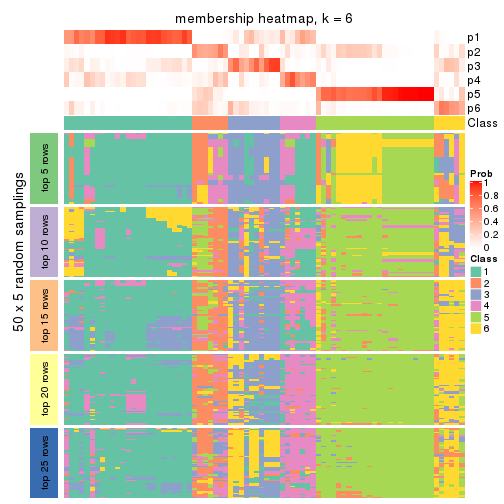 membership heatmap, k = 6
p1
p2
p3
p4
p5
p6
Class
50 x 5 random samplings
top 5 rows
top 10 rows
top 15 rows
top 20 rows
top 25 rows
Prob
1
0.8
0.6
0.4
0.2
0
Class
1
2
3
4
5
6